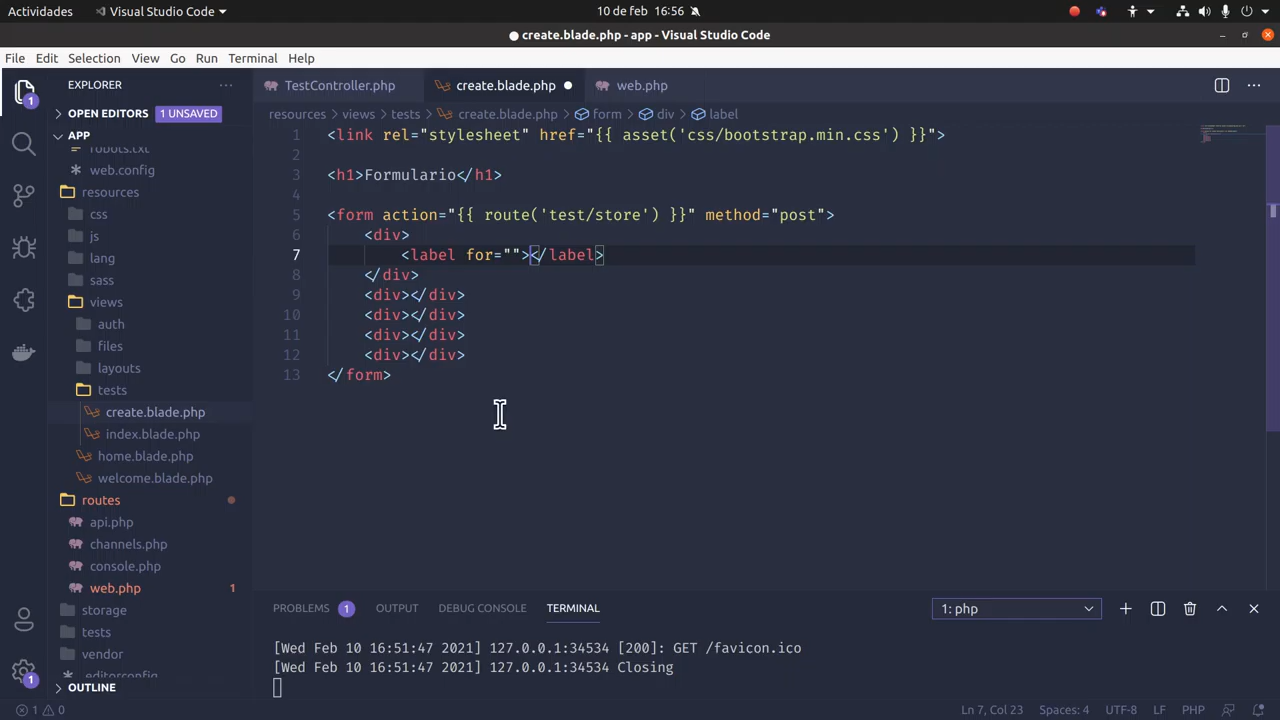 Actividades
Visual Studio Code
10 de feb 16:56
create.blade.php - app - Visual Studio Code
File Edit Selection View Go Run Terminal Help
1
EXPLORER
OPEN EDITORS 1 UNSAVED
APP
robots.txt
web.config
resources
css
js
lang
sass
views
auth
files
layouts
tests
create.blade.php
index.blade.php
home.blade.php
welcome.blade.php
routes
api.php
channels.php
console.php
web.php 1
storage
tests
vendor
.editorconfig
OUTLINE
1
TestController.php create.blade.php web.php
resources views tests create.blade.php form div label
1 <link rel="stylesheet" href="{{ asset('css/bootstrap.min.css') }}">
2
3 <h1>Formulario</h1>
4
5 <form action="{{ route('test/store') }}" method="post">
6 <div>
7 <label for=""></label>
8 </div>
9 <div></div>
10 <div></div>
11 <div></div>
12 <div></div>
13 </form>
PROBLEMS 1 OUTPUT DEBUG CONSOLE TERMINAL 1: php
[Wed Feb 10 16:51:47 2021] 127.0.0.1:34534 [200]: GET /favicon.ico
[Wed Feb 10 16:51:47 2021] 127.0.0.1:34534 Closing
1 0 Ln 7, Col 23 Spaces: 4 UTF-8 LF PHP